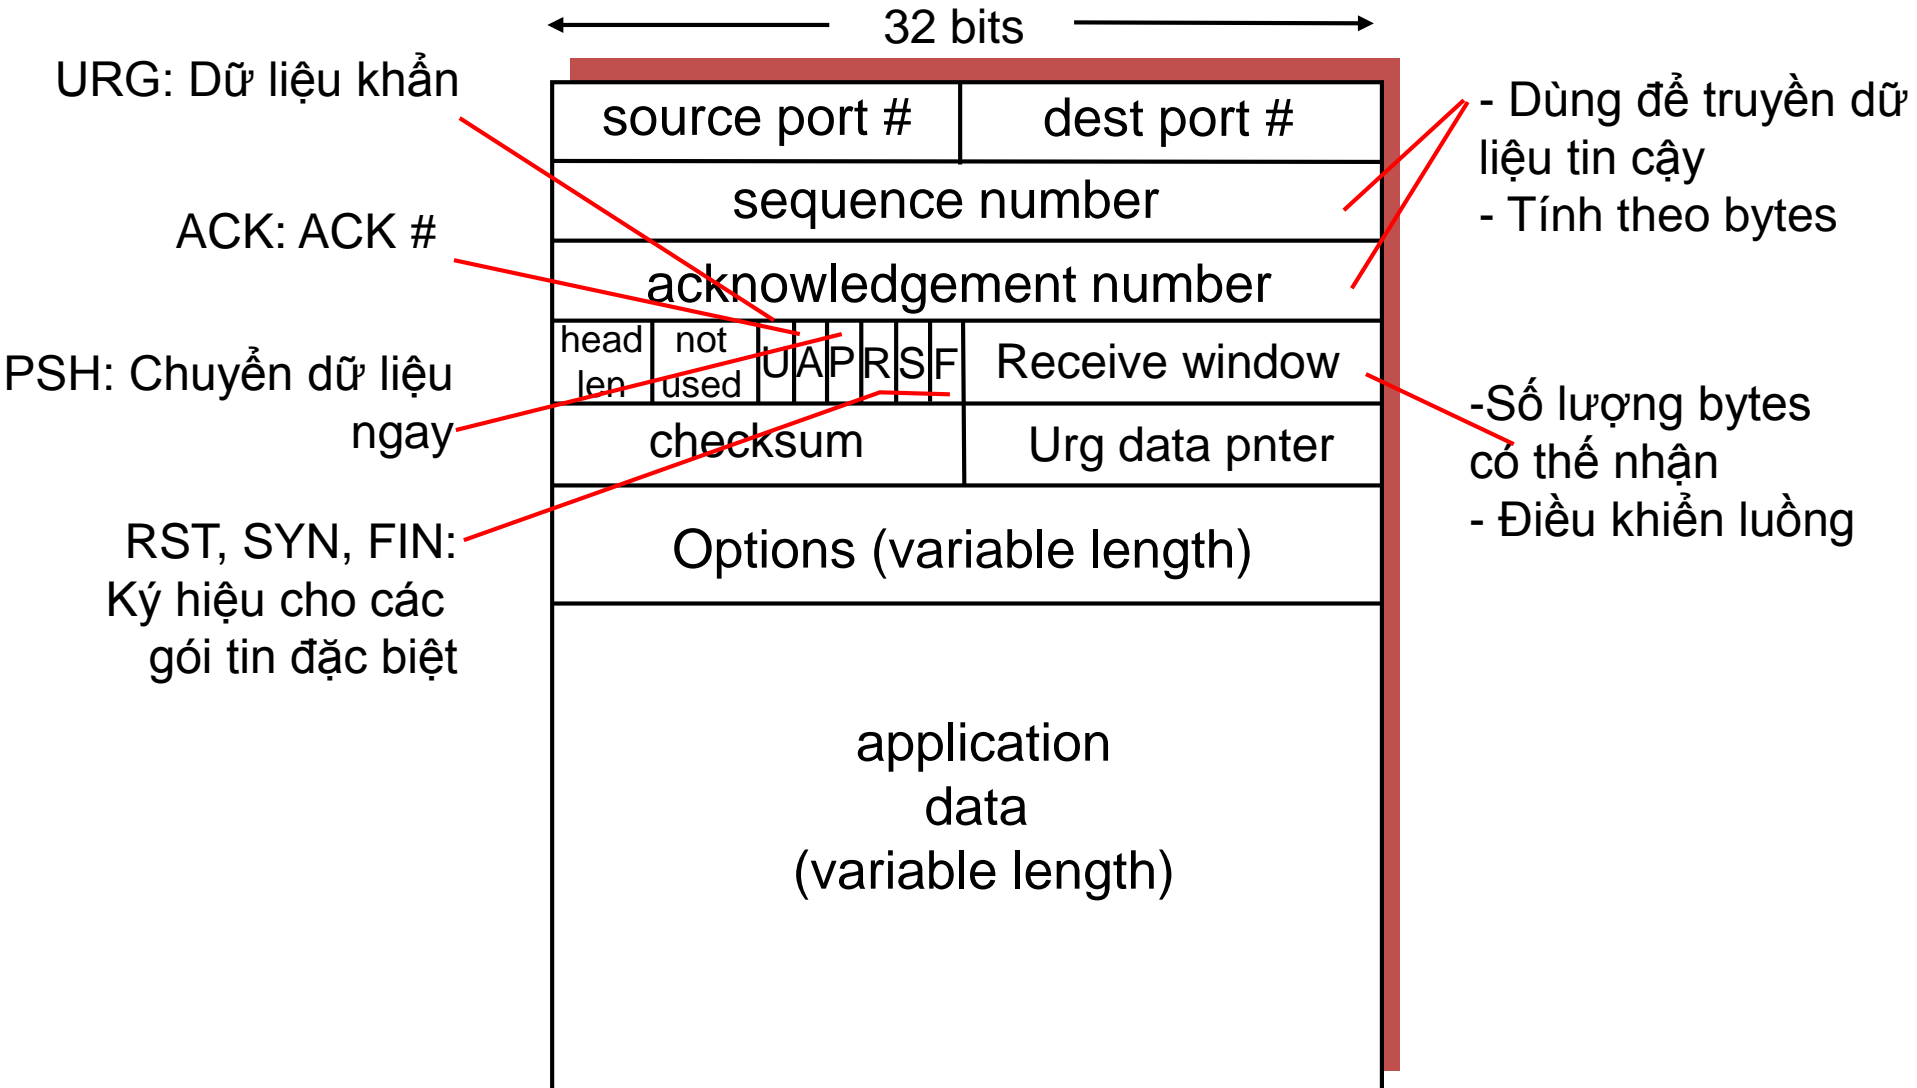 32 bits
URG: Dữ liệu khẩn
ACK: ACK #
PSH: Chuyển dữ liệu
ngay
RST, SYN, FIN:
Ký hiệu cho các
gói tin đặc biệt
source port # dest port #
sequence number
acknowledgement number
head not
len used U A P R S F Receive window
checksum Urg data pnter
Options (variable length)
application
data
(variable length)
- Dùng để truyền dữ
liệu tin cậy
- Tính theo bytes
-Số lượng bytes
có thế nhận
- Điều khiển luồng